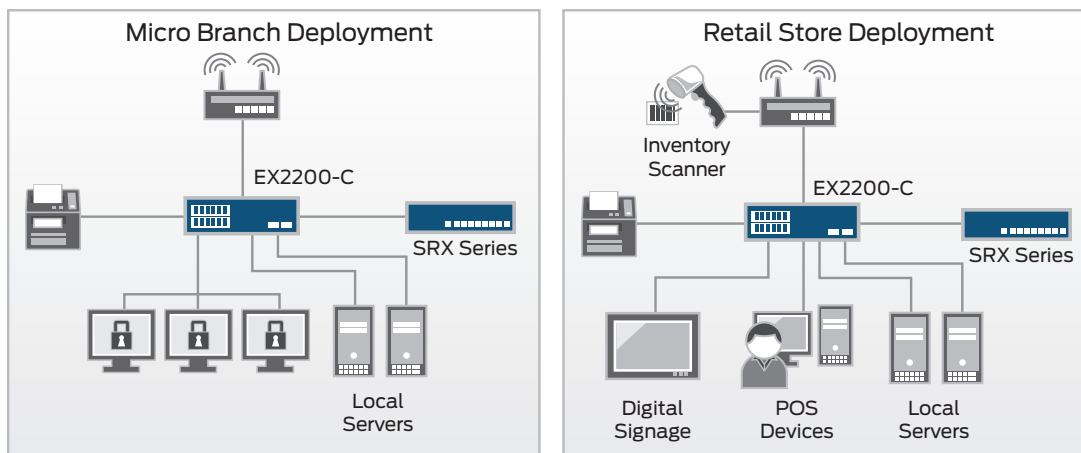 Micro Branch Deployment
EX2200-C
SRX Series
Local
Servers
Retail Store Deployment
Inventory
Scanner
EX2200-C
SRX Series
Digital
Signage
POS
Devices
Local
Servers